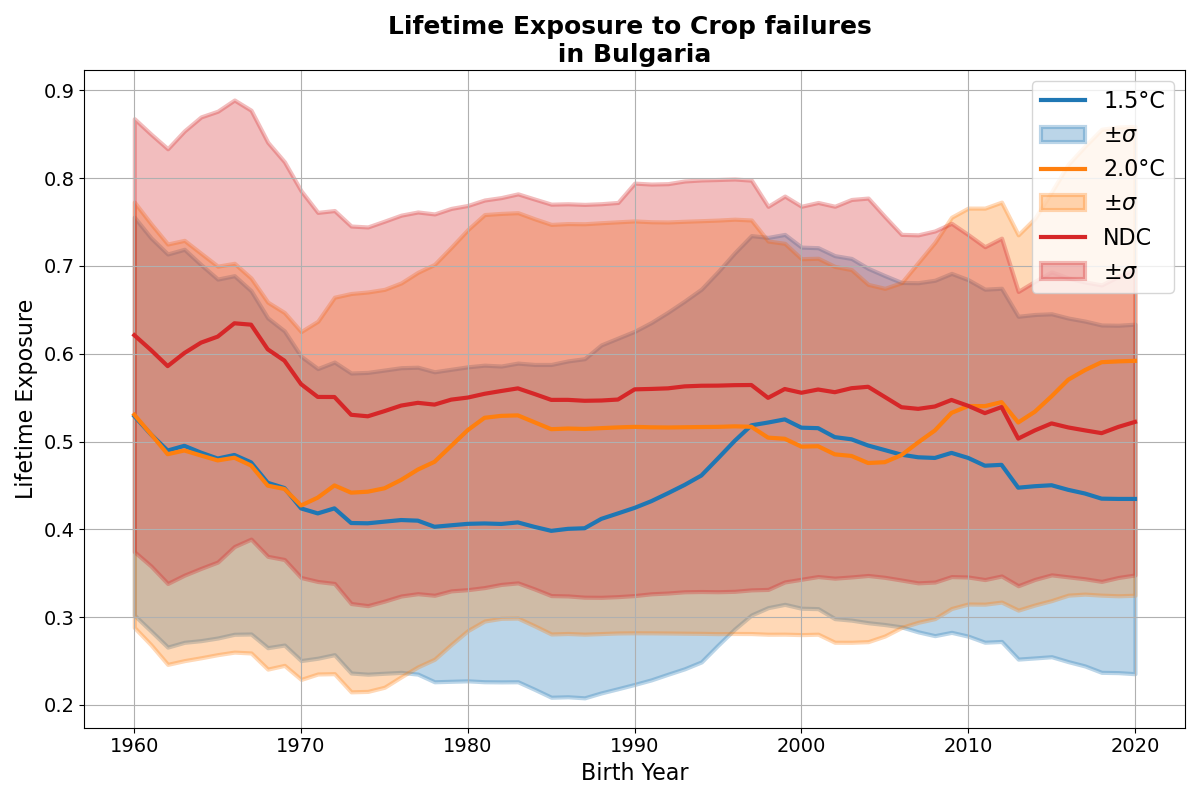 Lifetime Exposure to Crop failures
in Bulgaria
Lifetime Exposure
0.9
0.8
0.7
0.6
0.5
0.4
0.3
0.2
1.5°C
±σ
2.0°C
±σ
NDC
±σ
1960
1970
1980
1990
2000
2010
2020
Birth Year